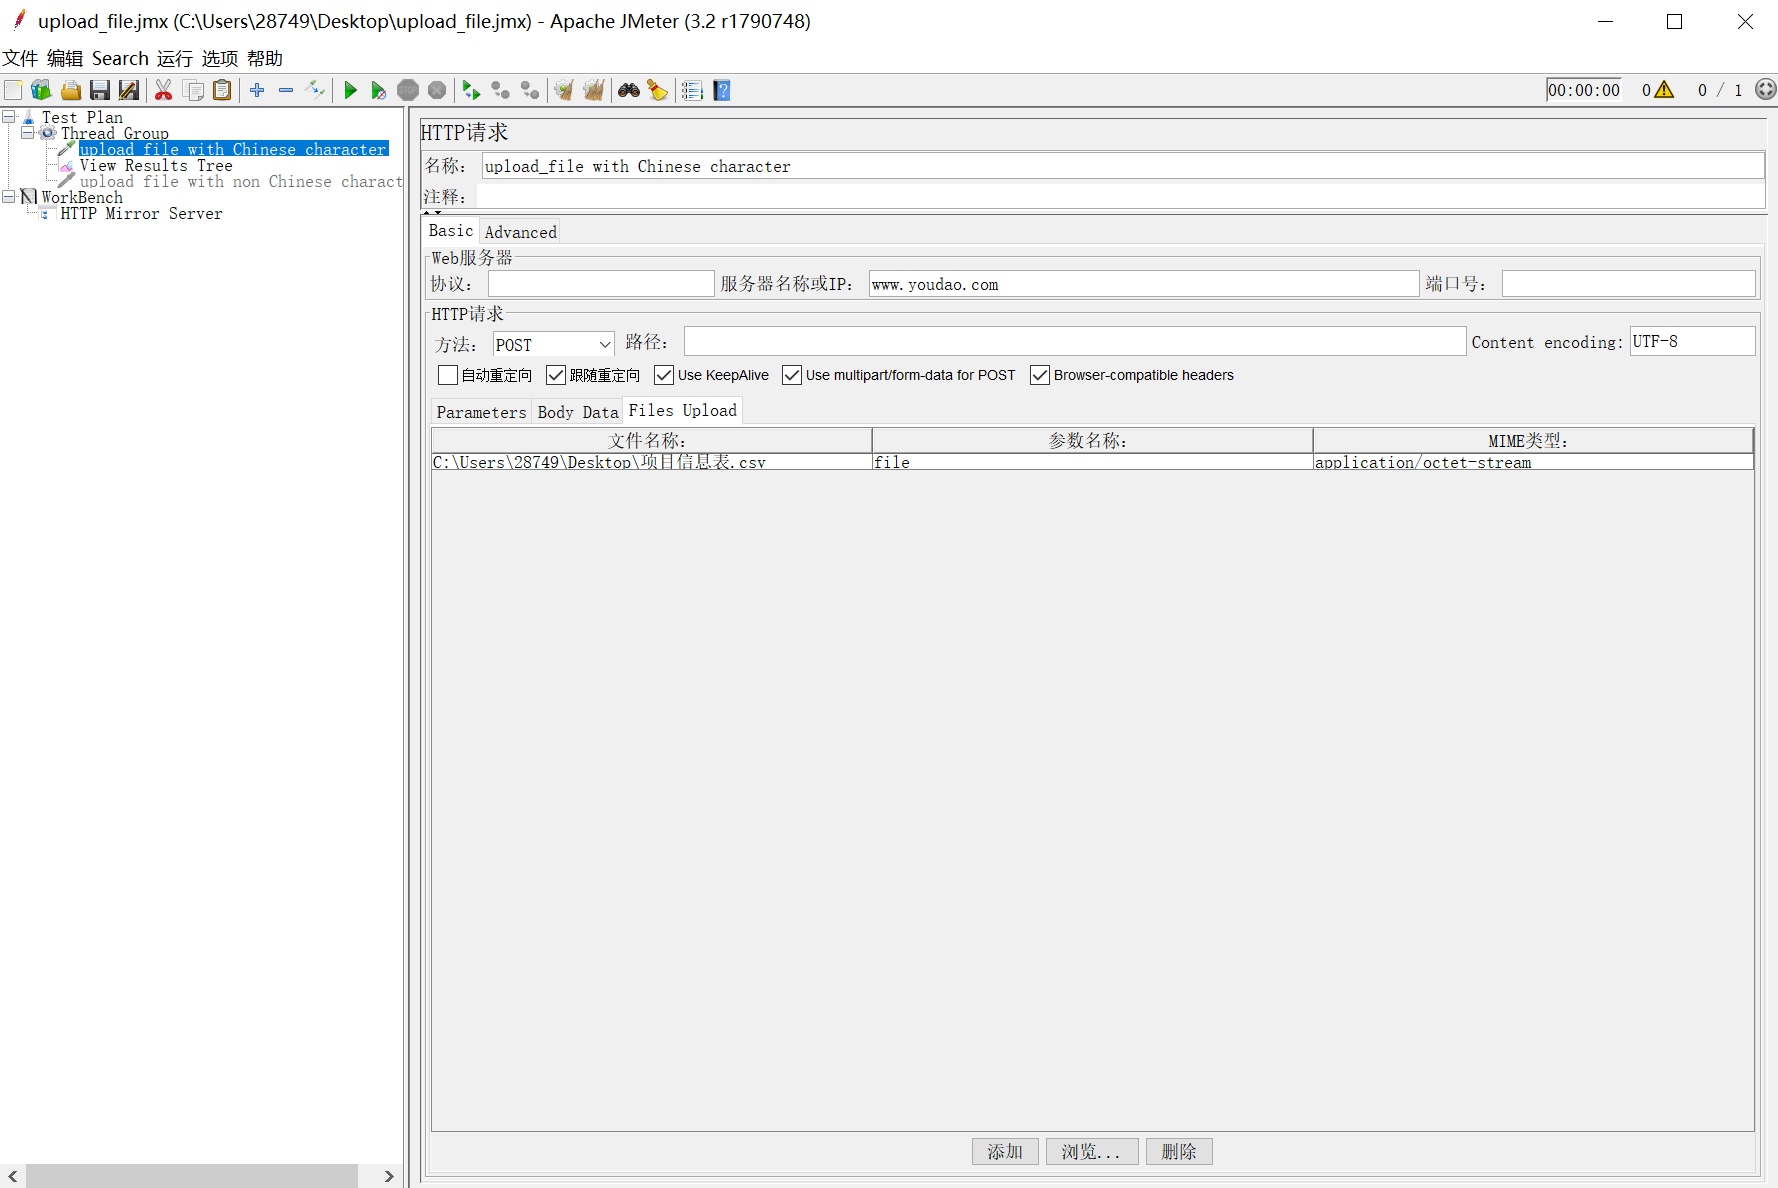 upload_file.jmx (C:\Users\28749\Desktop\upload_file.jmx) - Apache JMeter (3.2 r1790748)
文件 编辑 Search 运行 选项 帮助
STOP
00:00:00 0 0 / 1
Test Plan
Thread Group
upload_file with Chinese character
View Results Tree
upload_file with non Chinese charact
WorkBench
HTTP Mirror Server
HTTP请求
名称： upload_file with Chinese character
注释：
Basic Advanced
Web服务器
协议： 服务器名称或IP： www.youdao.com 端口号：
HTTP请求
方法： POST 路径： Content encoding: UTF-8
自动重定向 跟随重定向 Use KeepAlive Use multipart/form-data for POST Browser-compatible headers
Parameters Body Data Files Upload
文件名称： 参数名称： MIME类型：
C:\Users\28749\Desktop\项目信息表.csv file application/octet-stream
添加 浏览... 删除